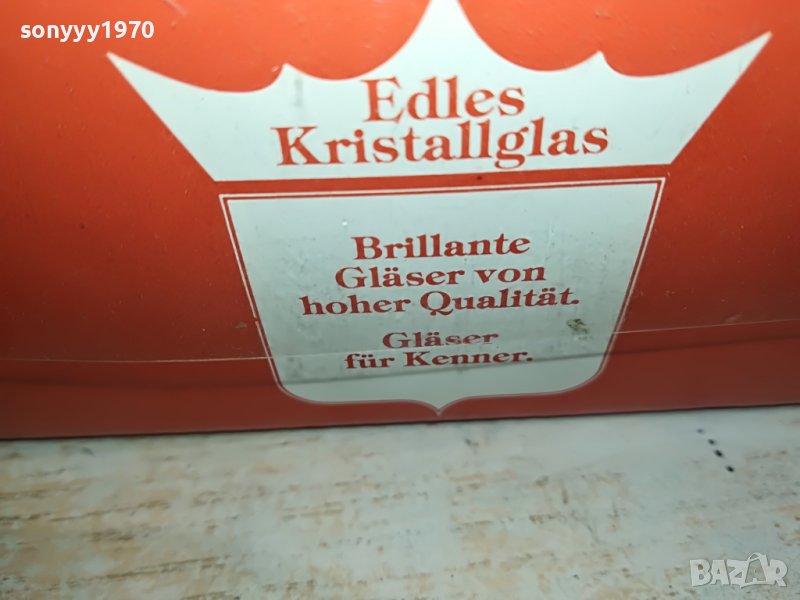 sonyyy1970
Edles
Kristallglas
Brillante
Gläser von
hoher Qualität.
Gläser
für Kenner.
BAZAR